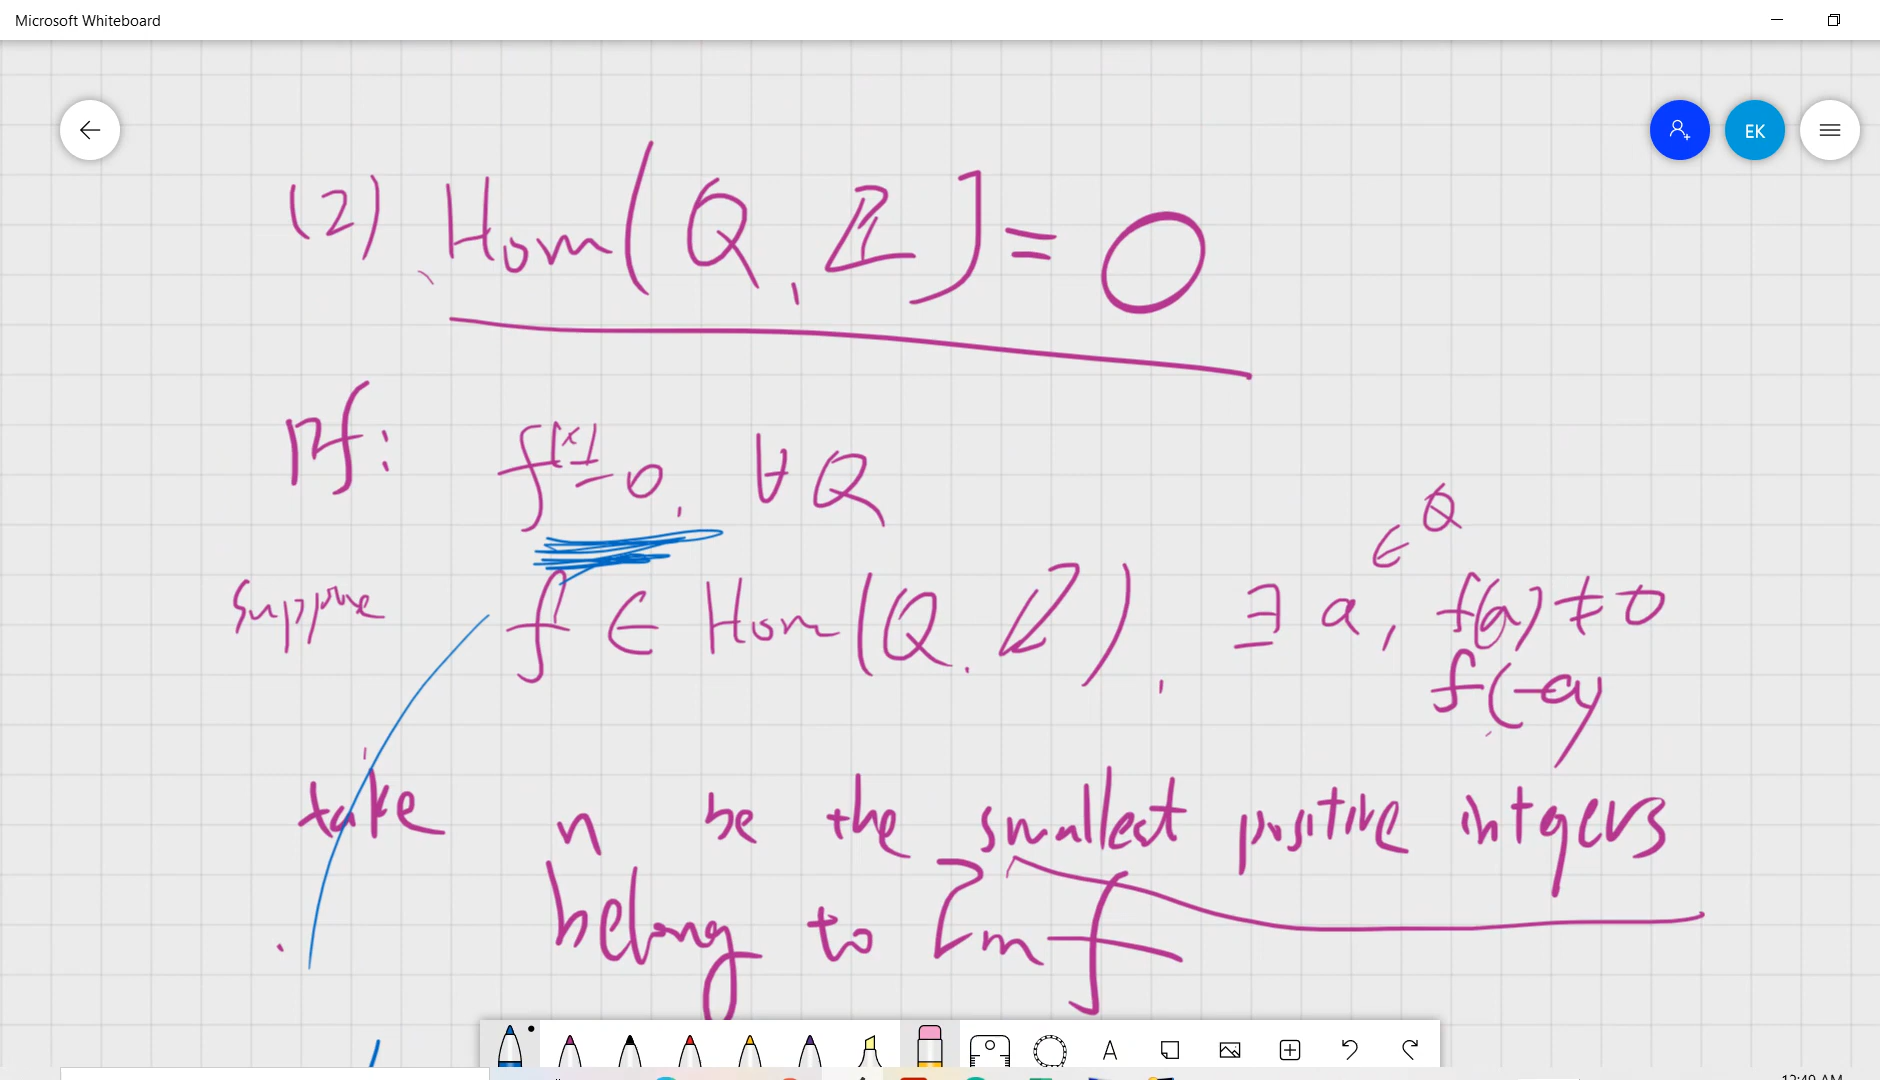 Microsoft Whiteboard
EK
(2) Hom(Q, ℤ) = 0
Pf: f(x) = 0, ∀ Q
∈ Q
Suppose f ∈ Hom(Q, ℤ), ∃ a, f(a) ≠ 0
f(-a)
take n be the smallest positive integers
belong to Im f
A